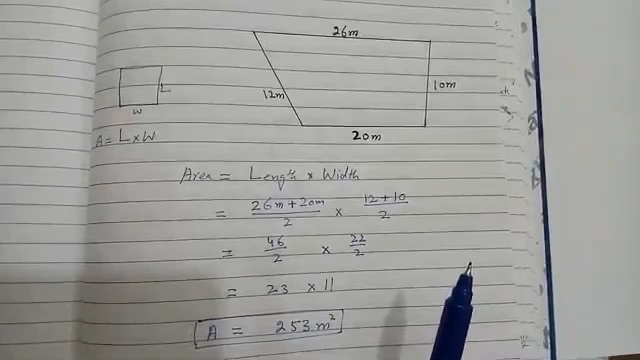 26m
12m
10m
20m
L
W
A = L x W
Area = Length x Width
= 26m + 20m / 2 x 12 + 10 / 2
= 46 / 2 x 22 / 2
= 23 x 11
A = 253 m²